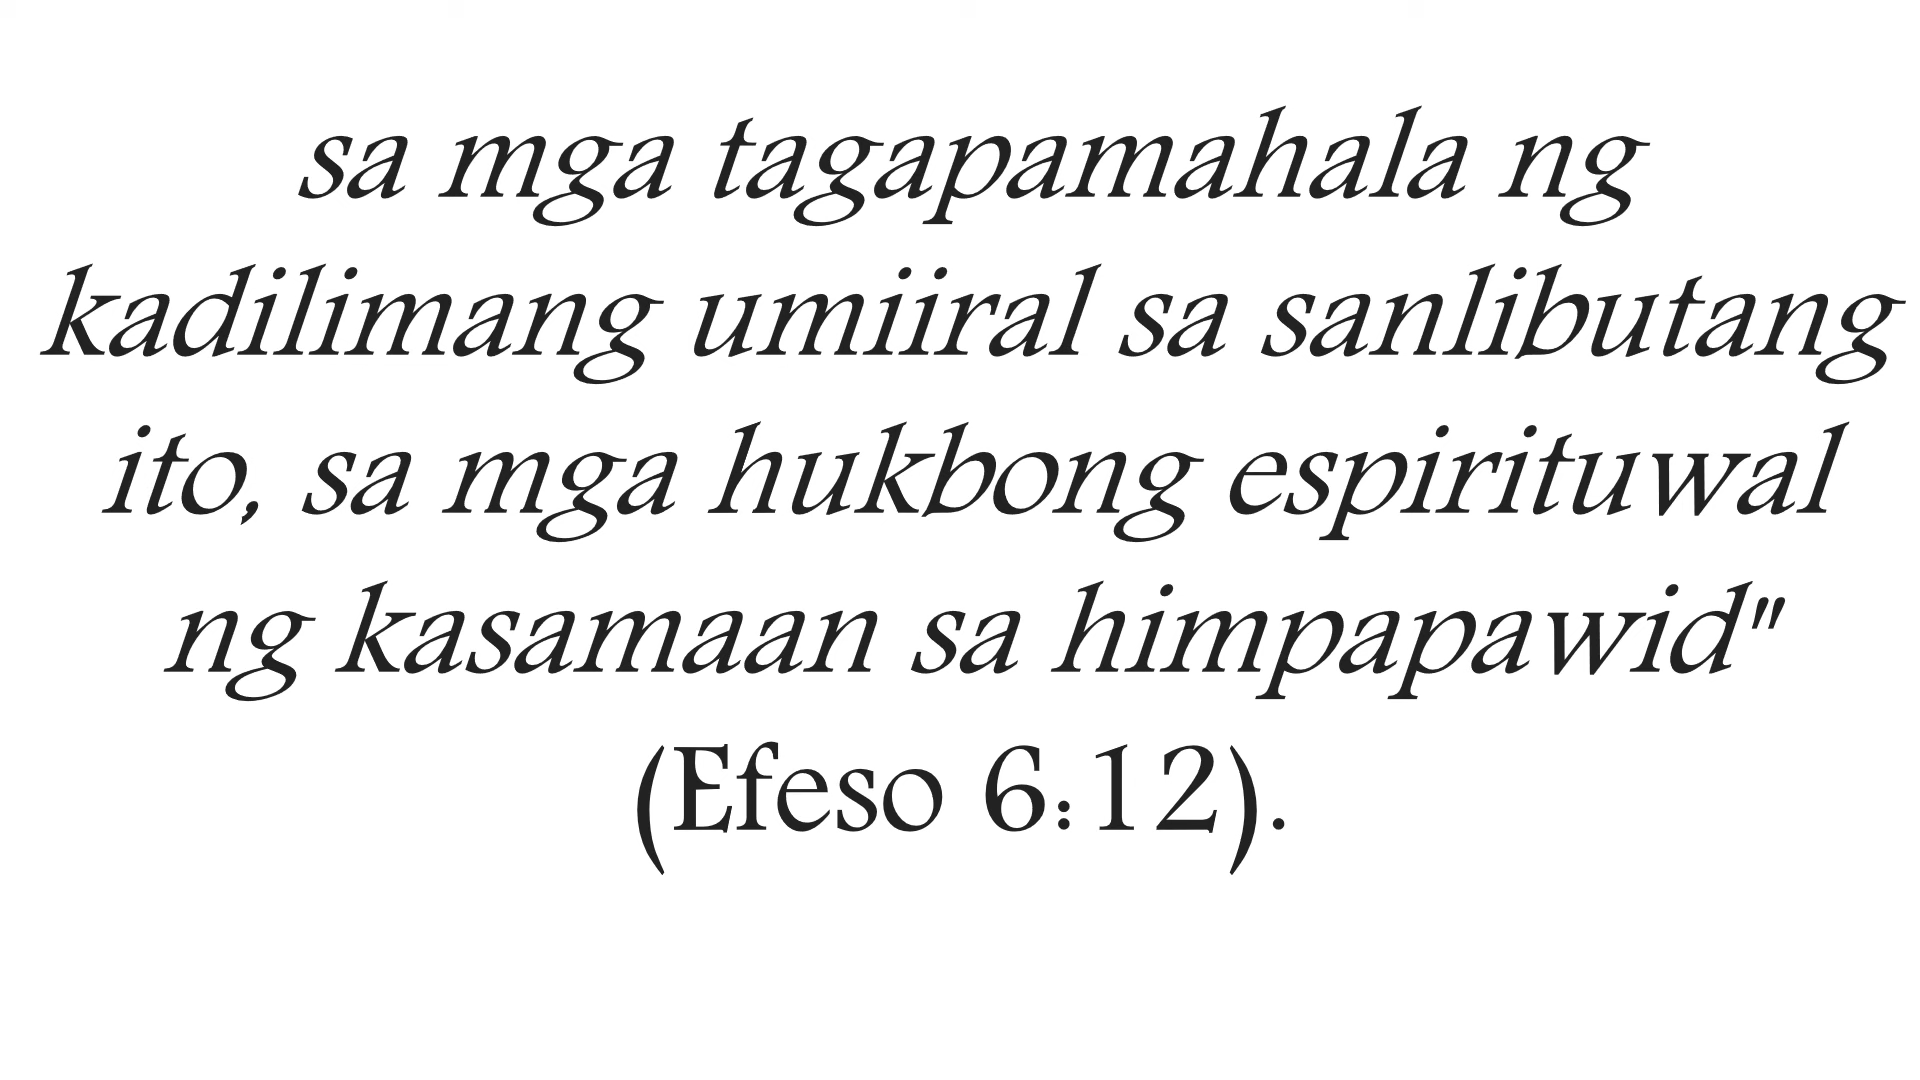 sa mga tagapamahala ng
kadilimang umiiral sa sanlibutang
ito, sa mga hukbong espirituwal
ng kasamaan sa himpapawid"
(Efeso 6:12).